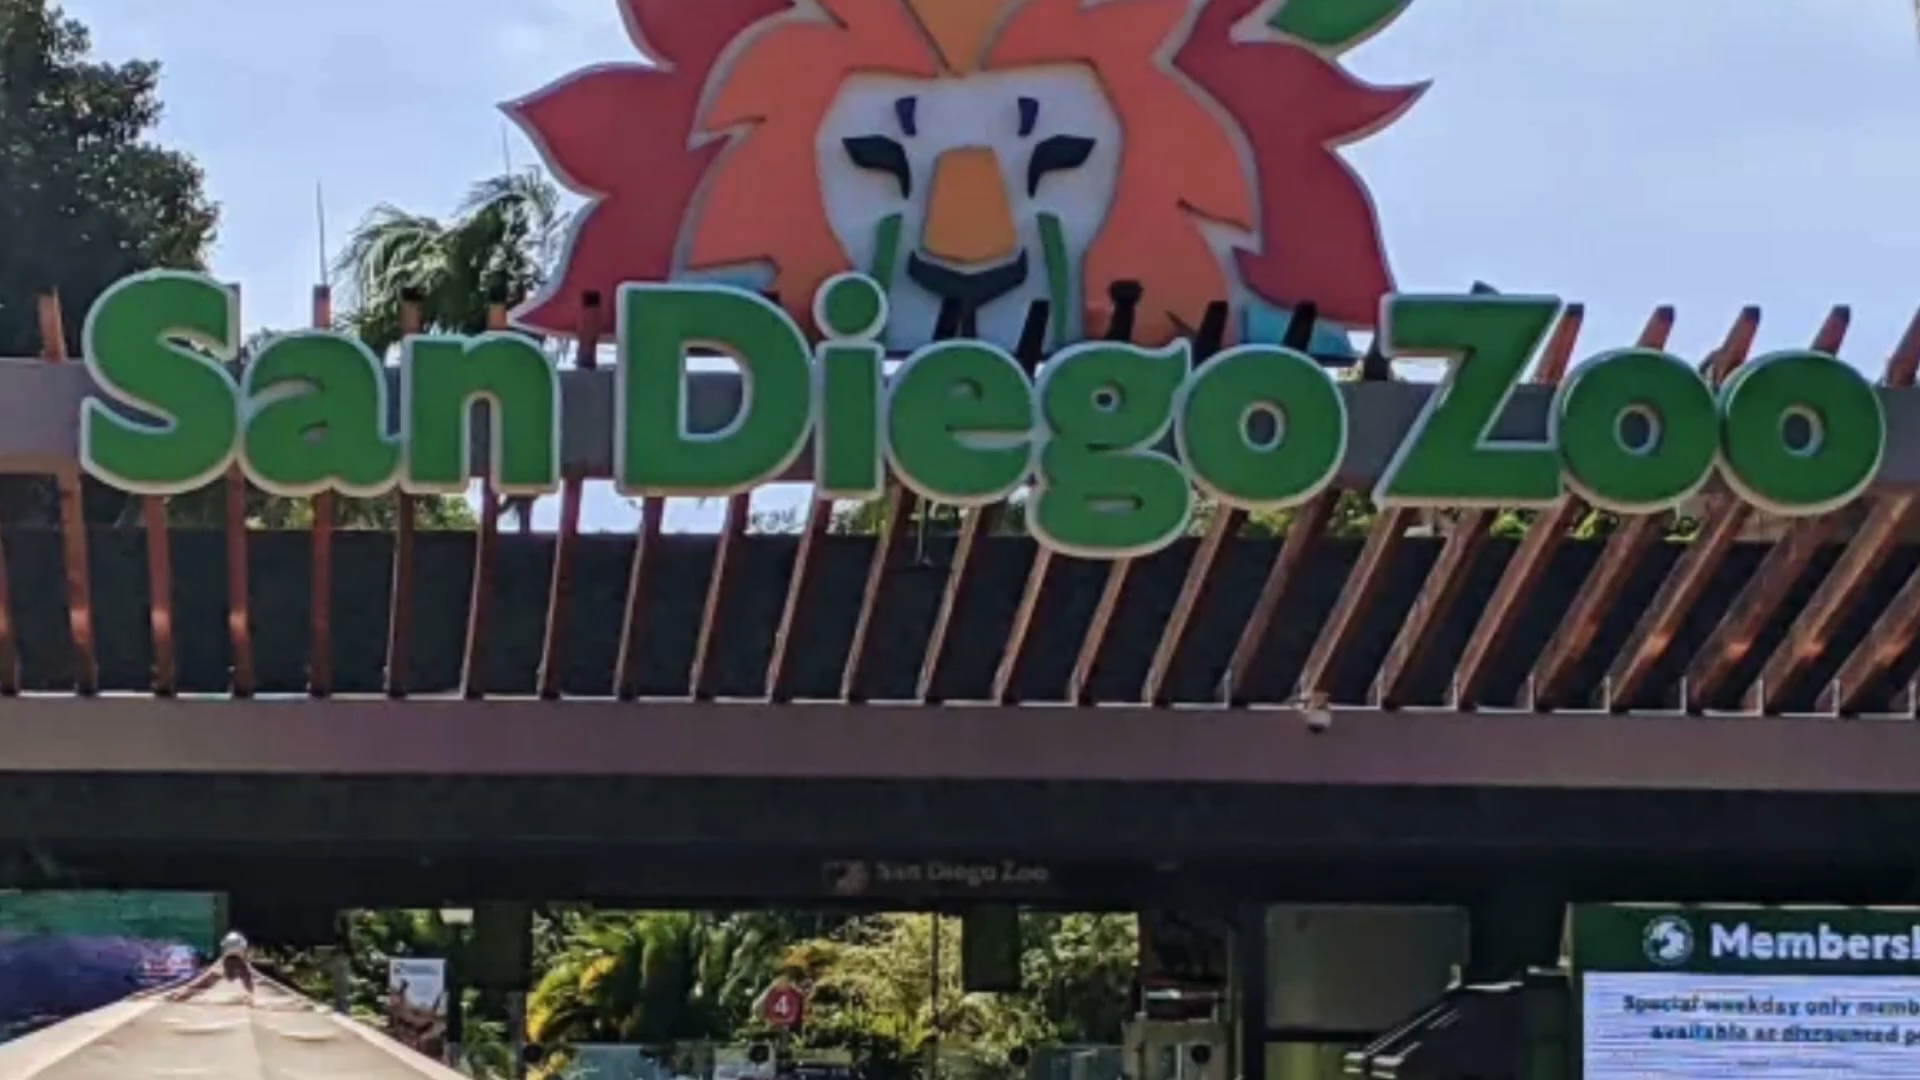 San Diego Zoo
San Diego Zoo
4
Membersh
Special weekday only memb
available at discounted p